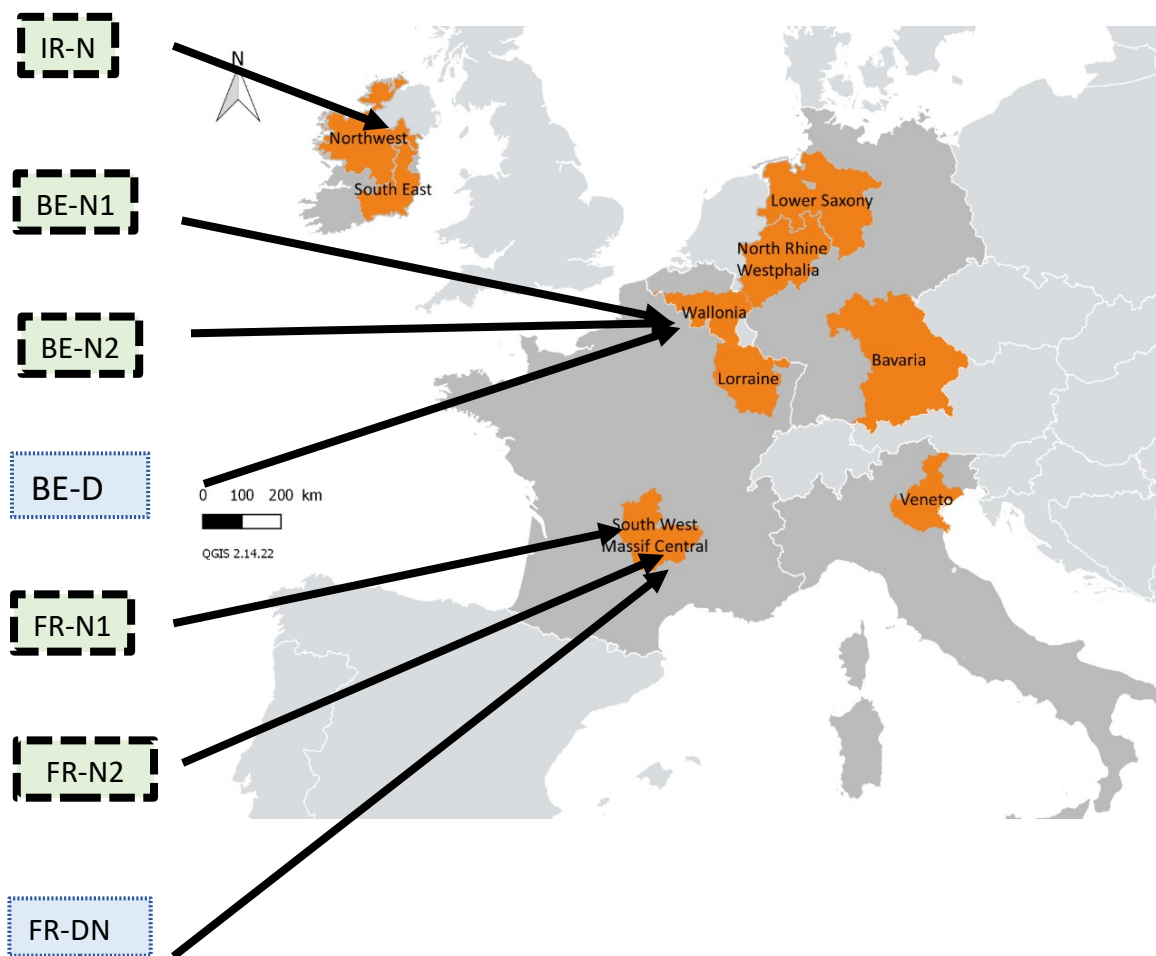 IR-N
N
Northwest
BE-N1
South East
Lower Saxony
North Rhine
Westphalia
BE-N2
Wallonia
Bavaria
Lorraine
BE-D
0 100 200 km
Veneto
South West
Massif Central
QGIS 2.14.22
FR-N1
FR-N2
FR-DN